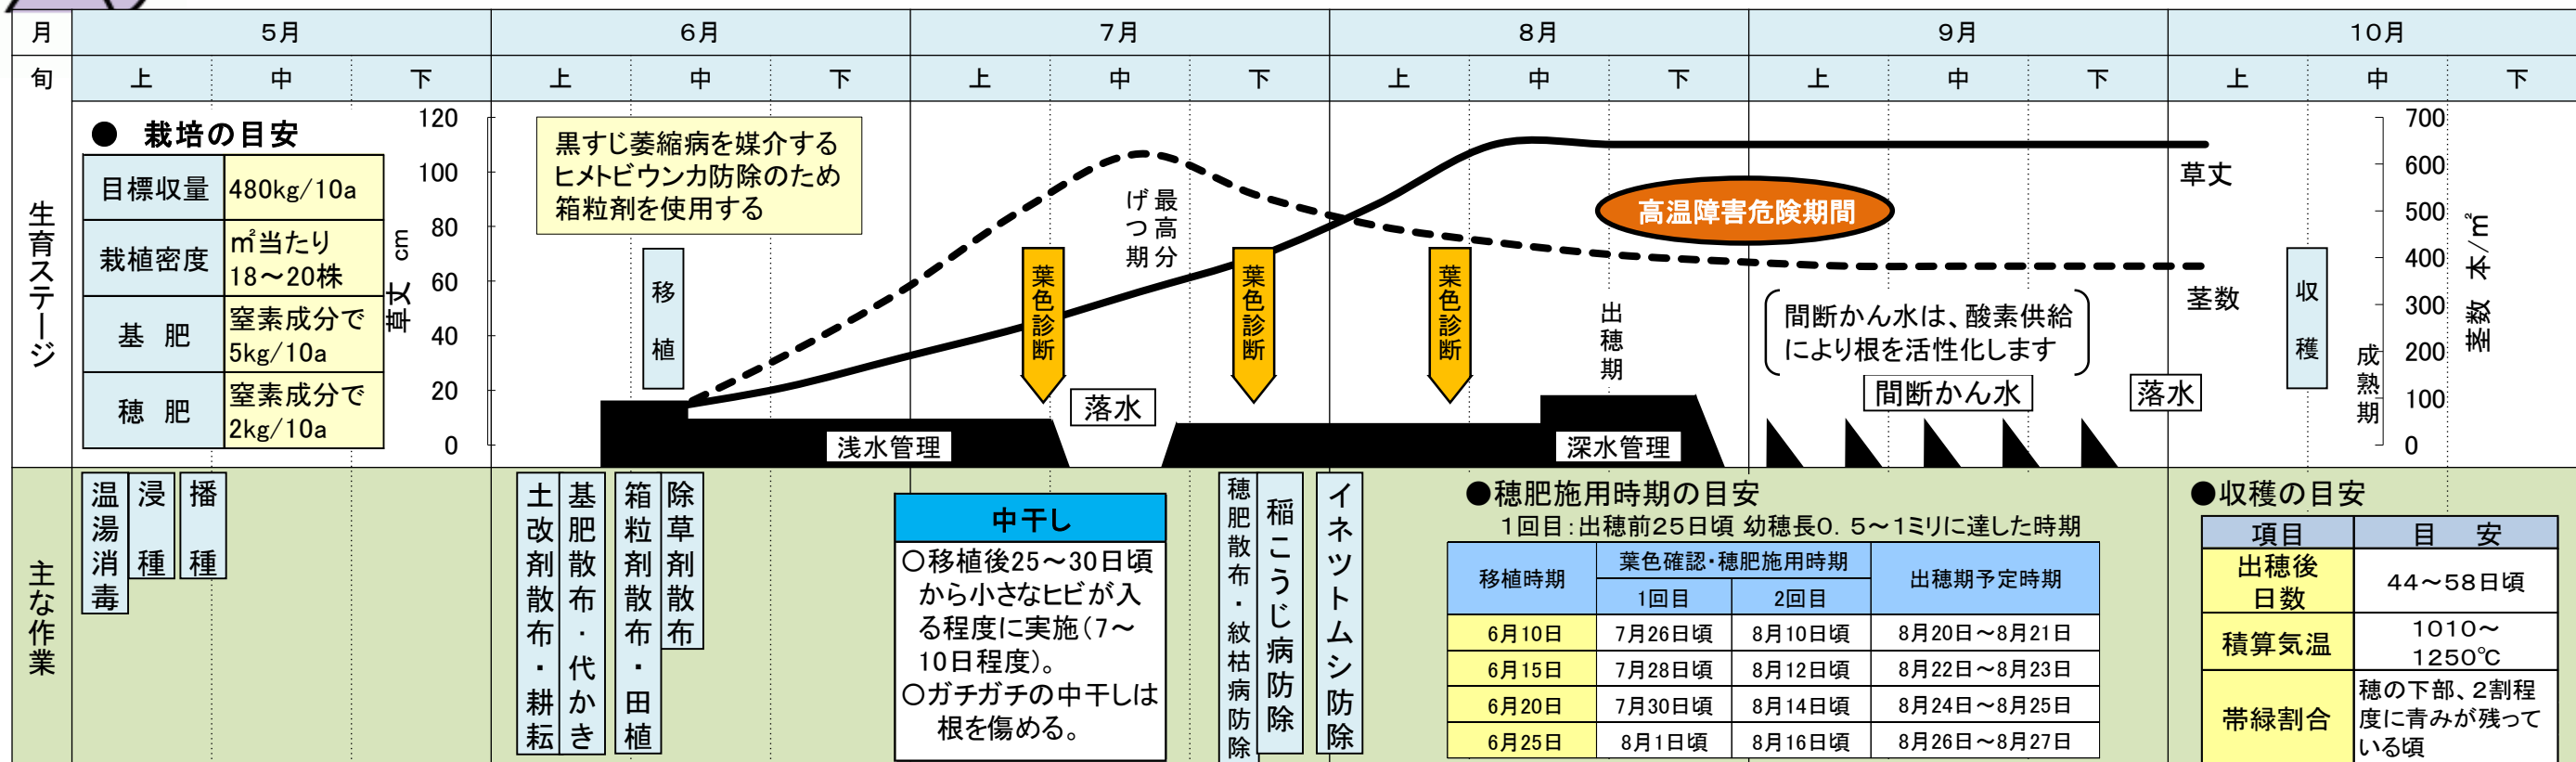 月 5月 6月 7月 8月 9月 10月
旬 上 中 下 上 中 下 上 中 下 上 中 下 上 中 下 上 中 下
生育ステージ
● 栽培の目安
目標収量 480kg/10a
栽植密度 ㎡当たり
18～20株
基 肥 窒素成分で
5kg/10a
穂 肥 窒素成分で
2kg/10a
草丈 cm
120
100
80
60
40
20
0
黒すじ萎縮病を媒介する
ヒメトビウンカ防除のため
箱粒剤を使用する
移植
最高分
げつ期
葉色診断
葉色診断
葉色診断
高温障害危険期間
出穂期
草丈
茎数
間断かん水は、酸素供給
により根を活性化します
浅水管理
落水
深水管理
間断かん水
落水
収穫
成熟期
700
600
500
400
300
200
100
0
茎数 本/㎡
主な作業
温湯消毒
浸種
播種
土改剤散布・耕耘
基肥散布・代かき
箱粒剤散布・田植
除草剤散布
中干し
○移植後25～30日頃
から小さなヒビが入
る程度に実施(7～
10日程度)。
○ガチガチの中干しは
根を傷める。
穂肥散布・紋枯病防除
稲こうじ病防除
イネツトムシ防除
●穂肥施用時期の目安
1回目:出穂前25日頃 幼穂長0.5～1ミリに達した時期
移植時期 葉色確認・穂肥施用時期 出穂期予定時期
1回目 2回目
6月10日 7月26日頃 8月10日頃 8月20日～8月21日
6月15日 7月28日頃 8月12日頃 8月22日～8月23日
6月20日 7月30日頃 8月14日頃 8月24日～8月25日
6月25日 8月1日頃 8月16日頃 8月26日～8月27日
●収穫の目安
項目 目 安
出穂後
日数 44～58日頃
積算気温 1010～
1250℃
帯緑割合 穂の下部、2割程
度に青みが残って
いる頃